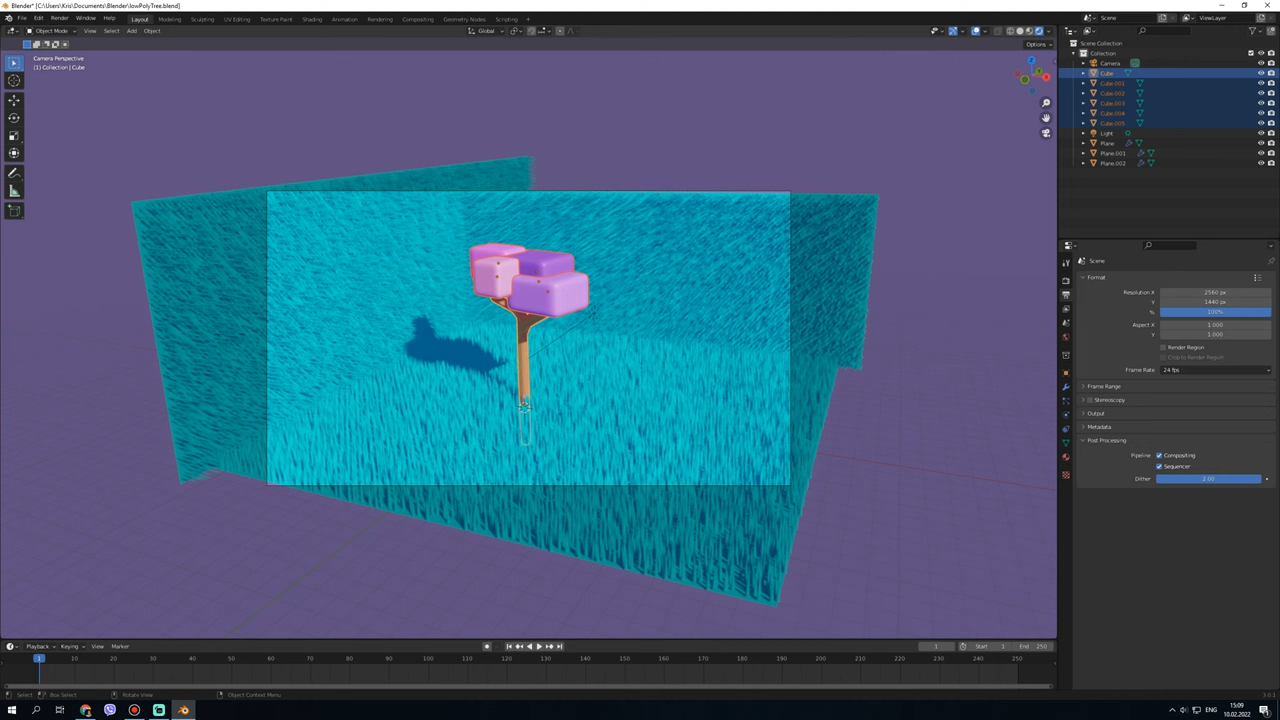 Blender* [C:\Users\Kris\Documents\Blender\lowPolyTree.blend]
File Edit Render Window Help Layout Modeling Sculpting UV Editing Texture Paint Shading Animation Rendering Compositing Geometry Nodes Scripting + Scene ViewLayer
Object Mode View Select Add Object Global
Options
Camera Perspective
(1) Collection | Cube
Scene Collection
Collection
Camera
Cube
Cube.001
Cube.002
Cube.003
Cube.004
Cube.005
Light
Plane
Plane.001
Plane.002
Scene
Format
Resolution X 2560 px
Y 1440 px
% 100%
Aspect X 1.000
Y 1.000
Render Region
Crop to Render Region
Frame Rate 24 fps
Frame Range
Stereoscopy
Output
Metadata
Post Processing
Pipeline Compositing
Sequencer
Dither 2.00
Playback Keying View Marker 1 Start 1 End 250
1 10 20 30 40 50 60 70 80 90 100 110 120 130 140 150 160 170 180 190 200 210 220 230 240 250
Select Box Select Rotate View Object Context Menu 3.0.1
ENG 15:09
10.02.2022